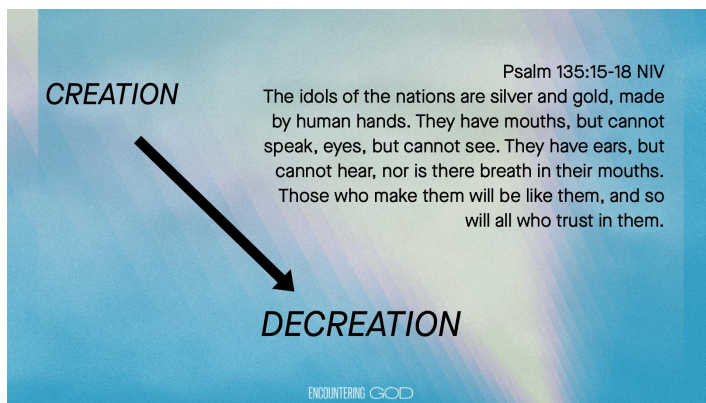 CREATION
Psalm 135:15-18 NIV
The idols of the nations are silver and gold, made
by human hands. They have mouths, but cannot
speak, eyes, but cannot see. They have ears, but
cannot hear, nor is there breath in their mouths.
Those who make them will be like them, and so
will all who trust in them.
DECREATION
ENCOUNTERING GOD